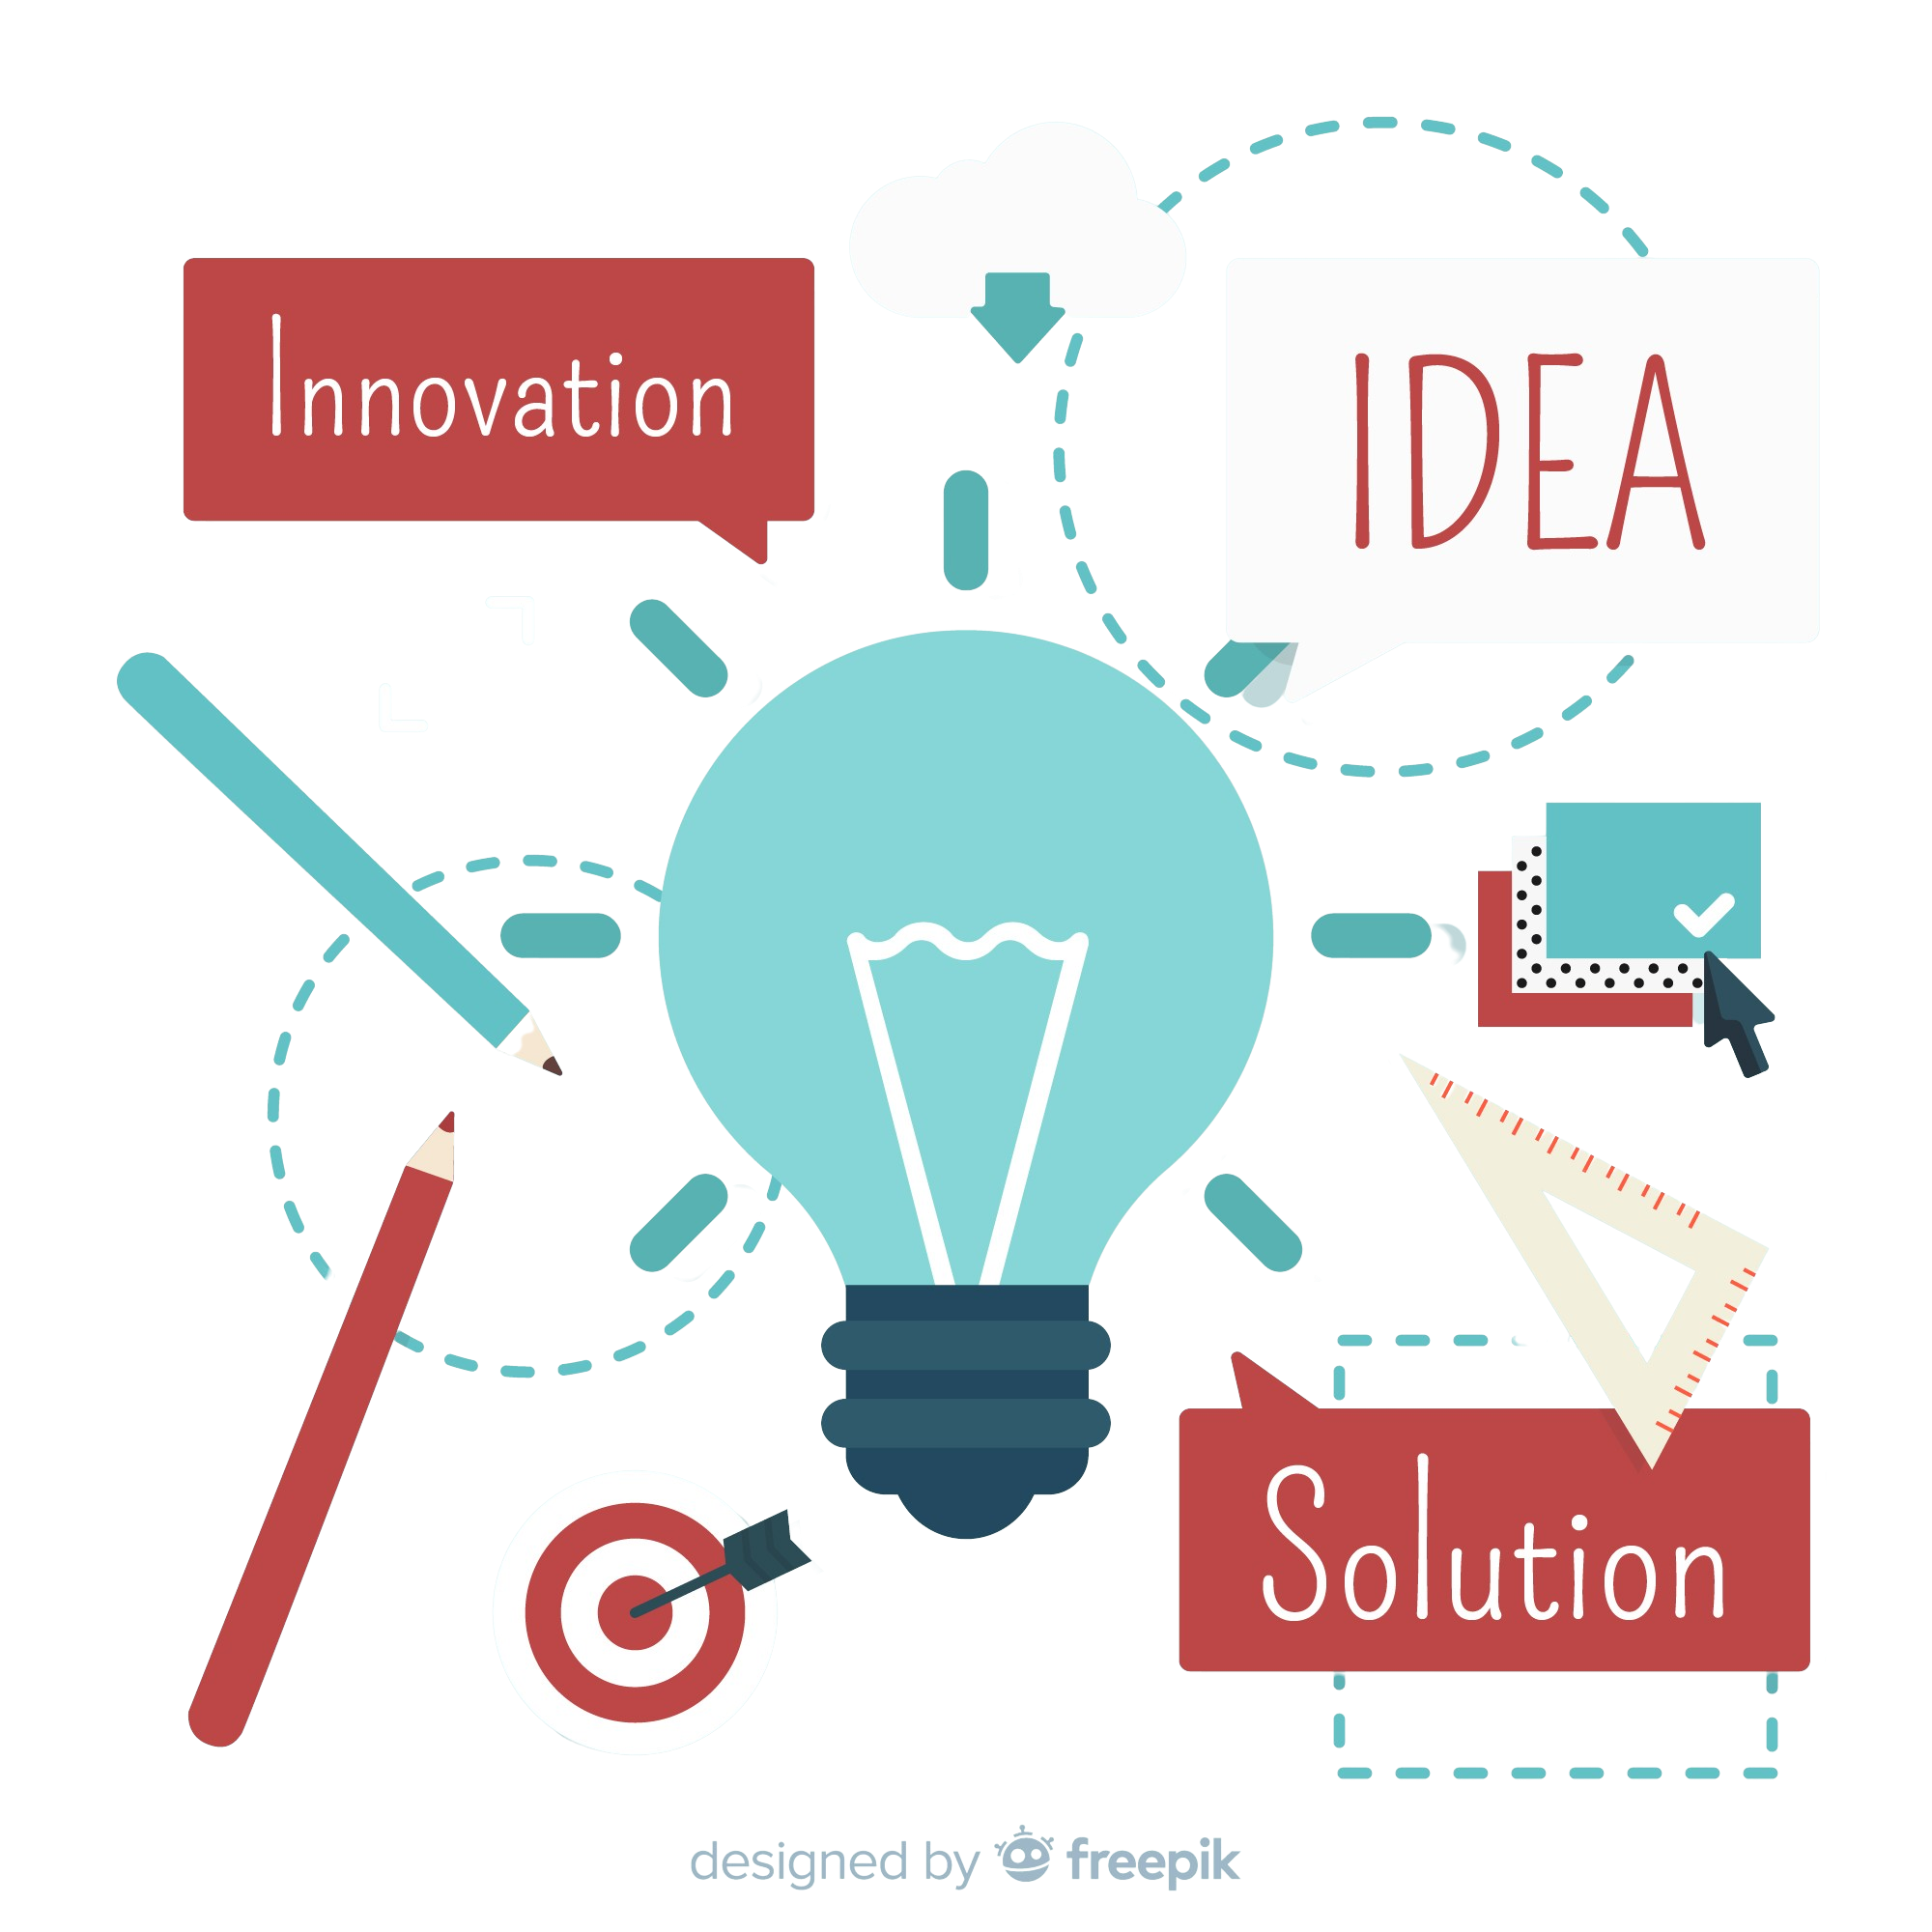 Innovation
IDEA
Solution
designed by freepik